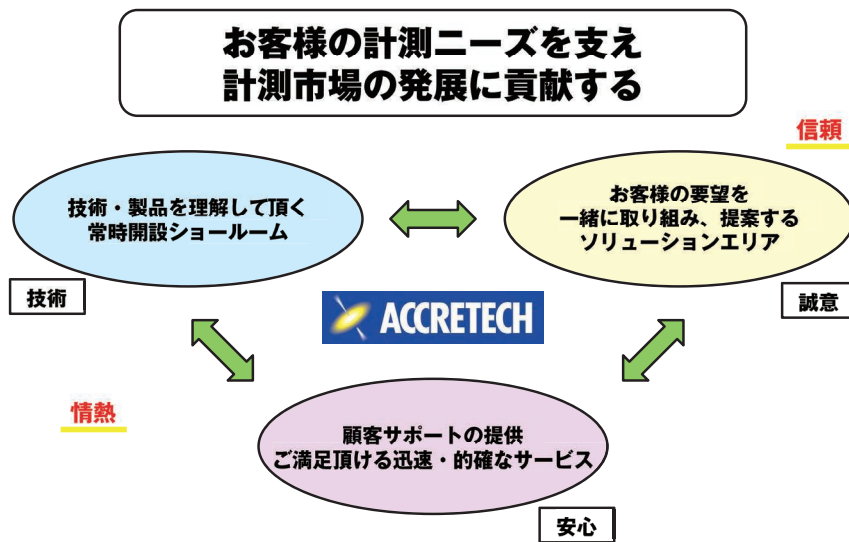 お客様の計測ニーズを支え
計測市場の発展に貢献する
信頼
技術・製品を理解して頂く
常時開設ショールーム
お客様の要望を
一緒に取り組み、提案する
ソリューションエリア
技術
誠意
ACCRETECH
情熱
顧客サポートの提供
ご満足頂ける迅速・的確なサービス
安心